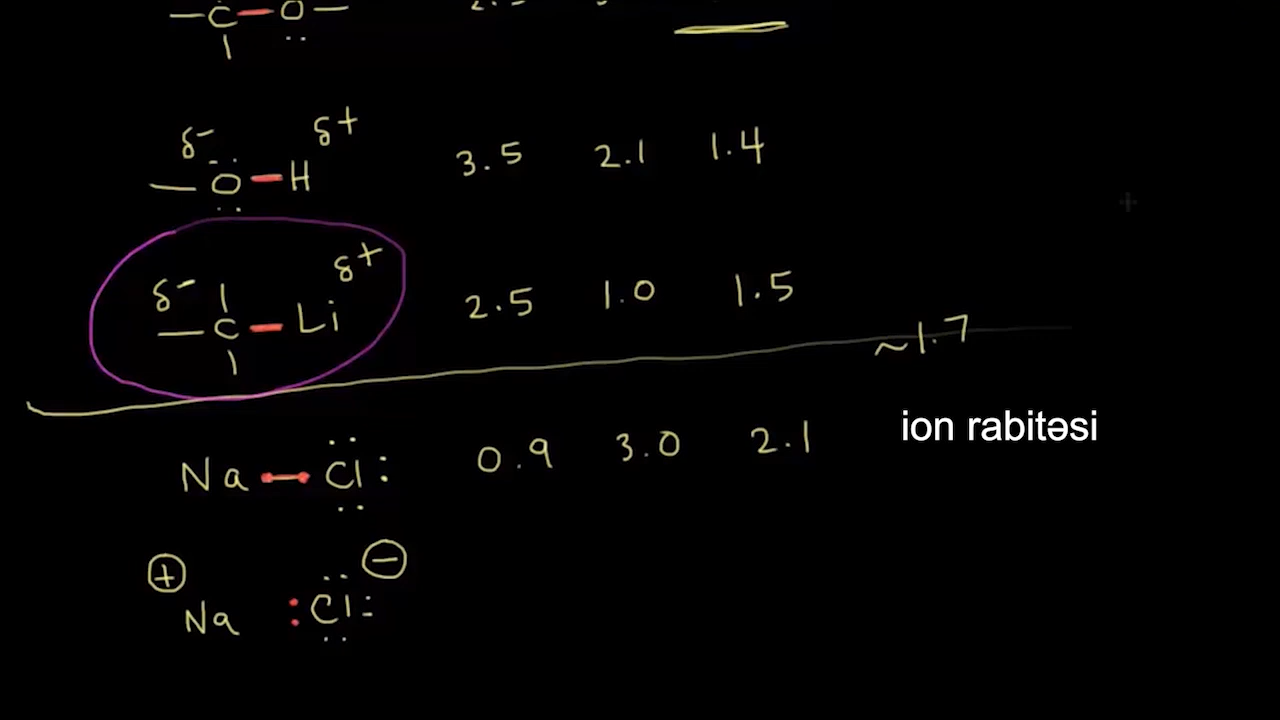 — C — O —
δ- δ+
— O — H 3.5 2.1 1.4
δ- δ+
— C — Li 2.5 1.0 1.5
~1.7
ion rabitəsi
Na — Cl 0.9 3.0 2.1
+ −
Na :Cl: